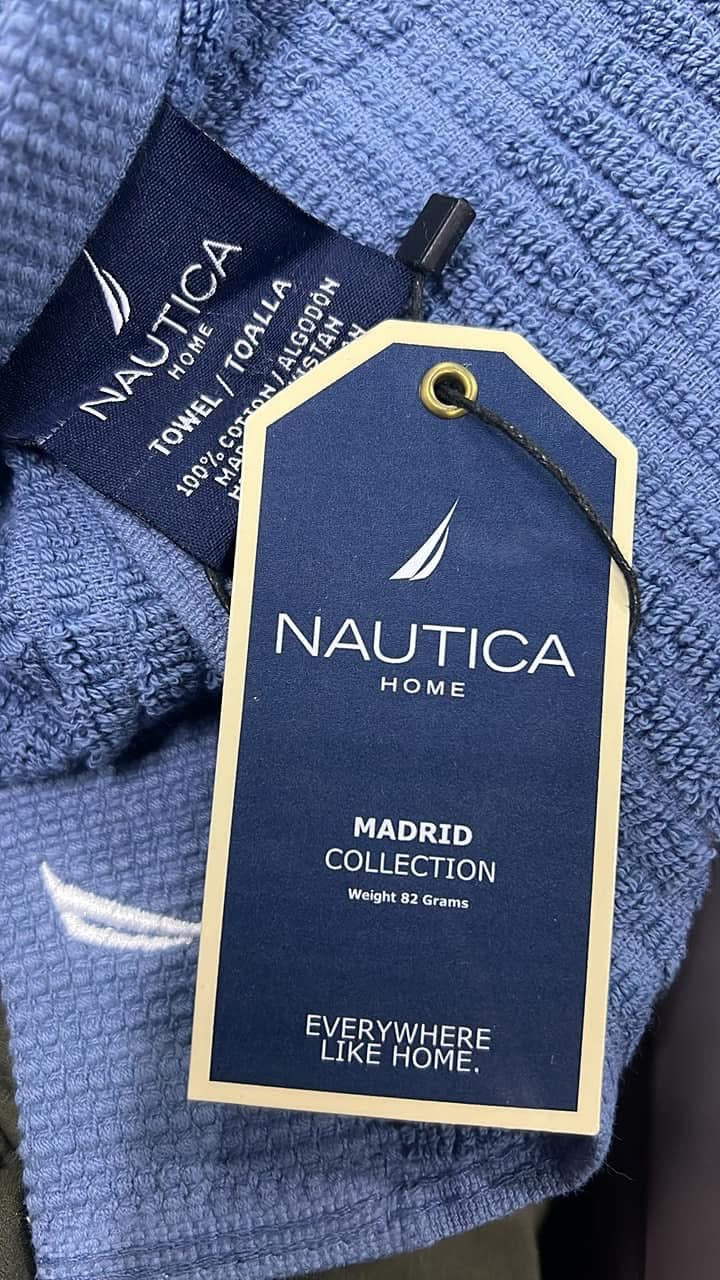 NAUTICA
HOME
TOWEL / TOALLA
100% COTTON / ALGODÓN
NAUTICA
HOME
MADRID
COLLECTION
Weight 82 Grams
EVERYWHERE
LIKE HOME.